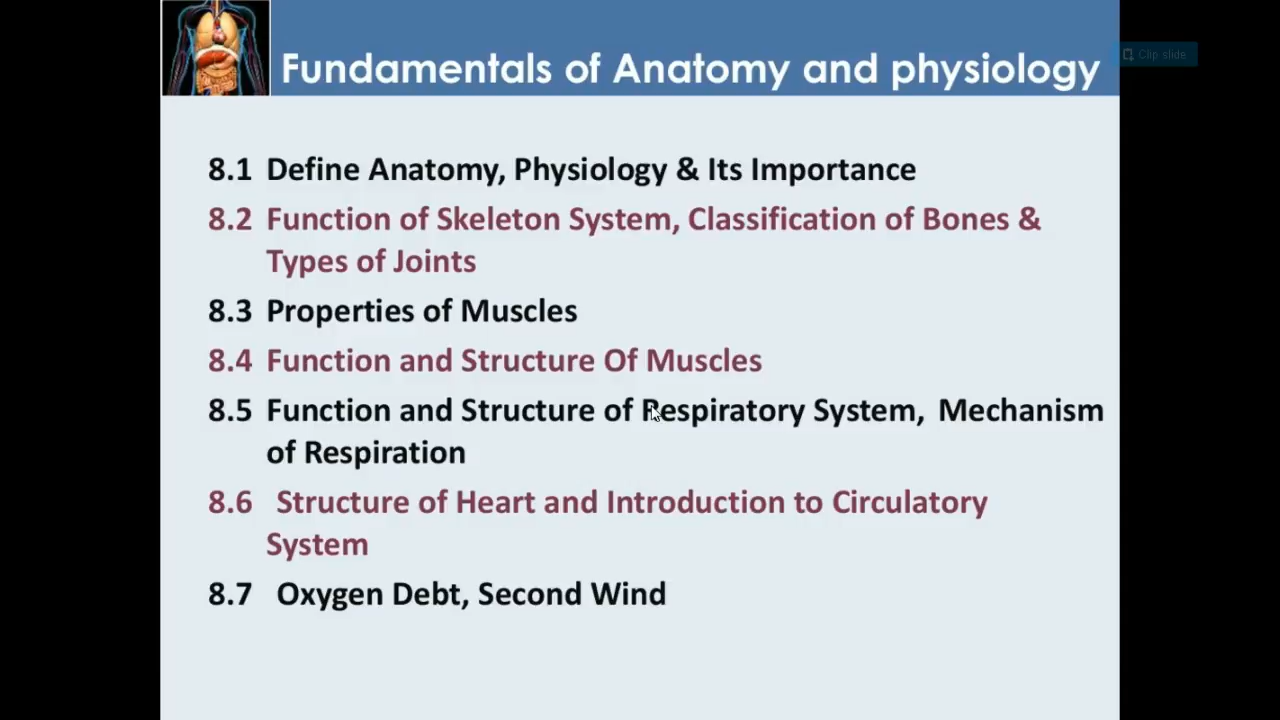 Fundamentals of Anatomy and physiology
Clip slide
8.1 Define Anatomy, Physiology & Its Importance
8.2 Function of Skeleton System, Classification of Bones &
Types of Joints
8.3 Properties of Muscles
8.4 Function and Structure Of Muscles
8.5 Function and Structure of Respiratory System, Mechanism
of Respiration
8.6 Structure of Heart and Introduction to Circulatory
System
8.7 Oxygen Debt, Second Wind